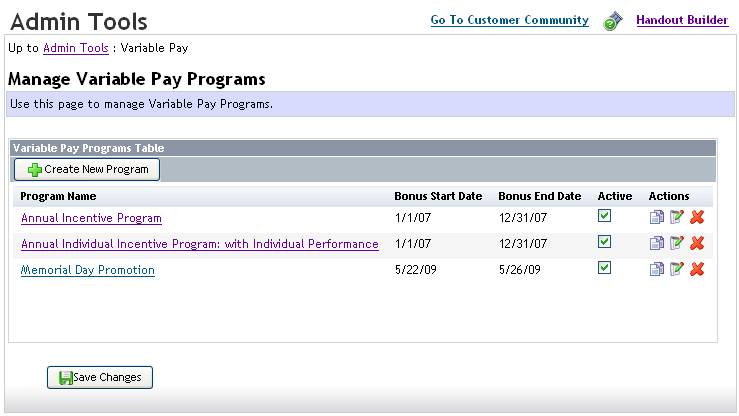 Admin Tools
Go To Customer Community
Handout Builder
Up to Admin Tools : Variable Pay
Manage Variable Pay Programs
Use this page to manage Variable Pay Programs.
Variable Pay Programs Table
Create New Program
Program Name Bonus Start Date Bonus End Date Active Actions
Annual Incentive Program 1/1/07 12/31/07
Annual Individual Incentive Program: with Individual Performance 1/1/07 12/31/07
Memorial Day Promotion 5/22/09 5/26/09
Save Changes